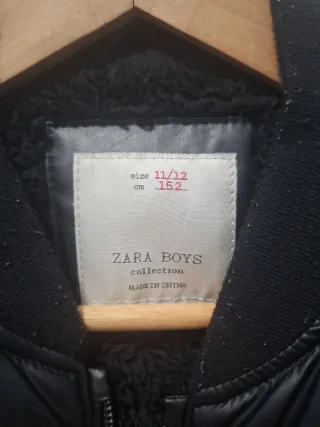 size 11/12
cm 152
ZARA BOYS
collection
MADE IN CHINA